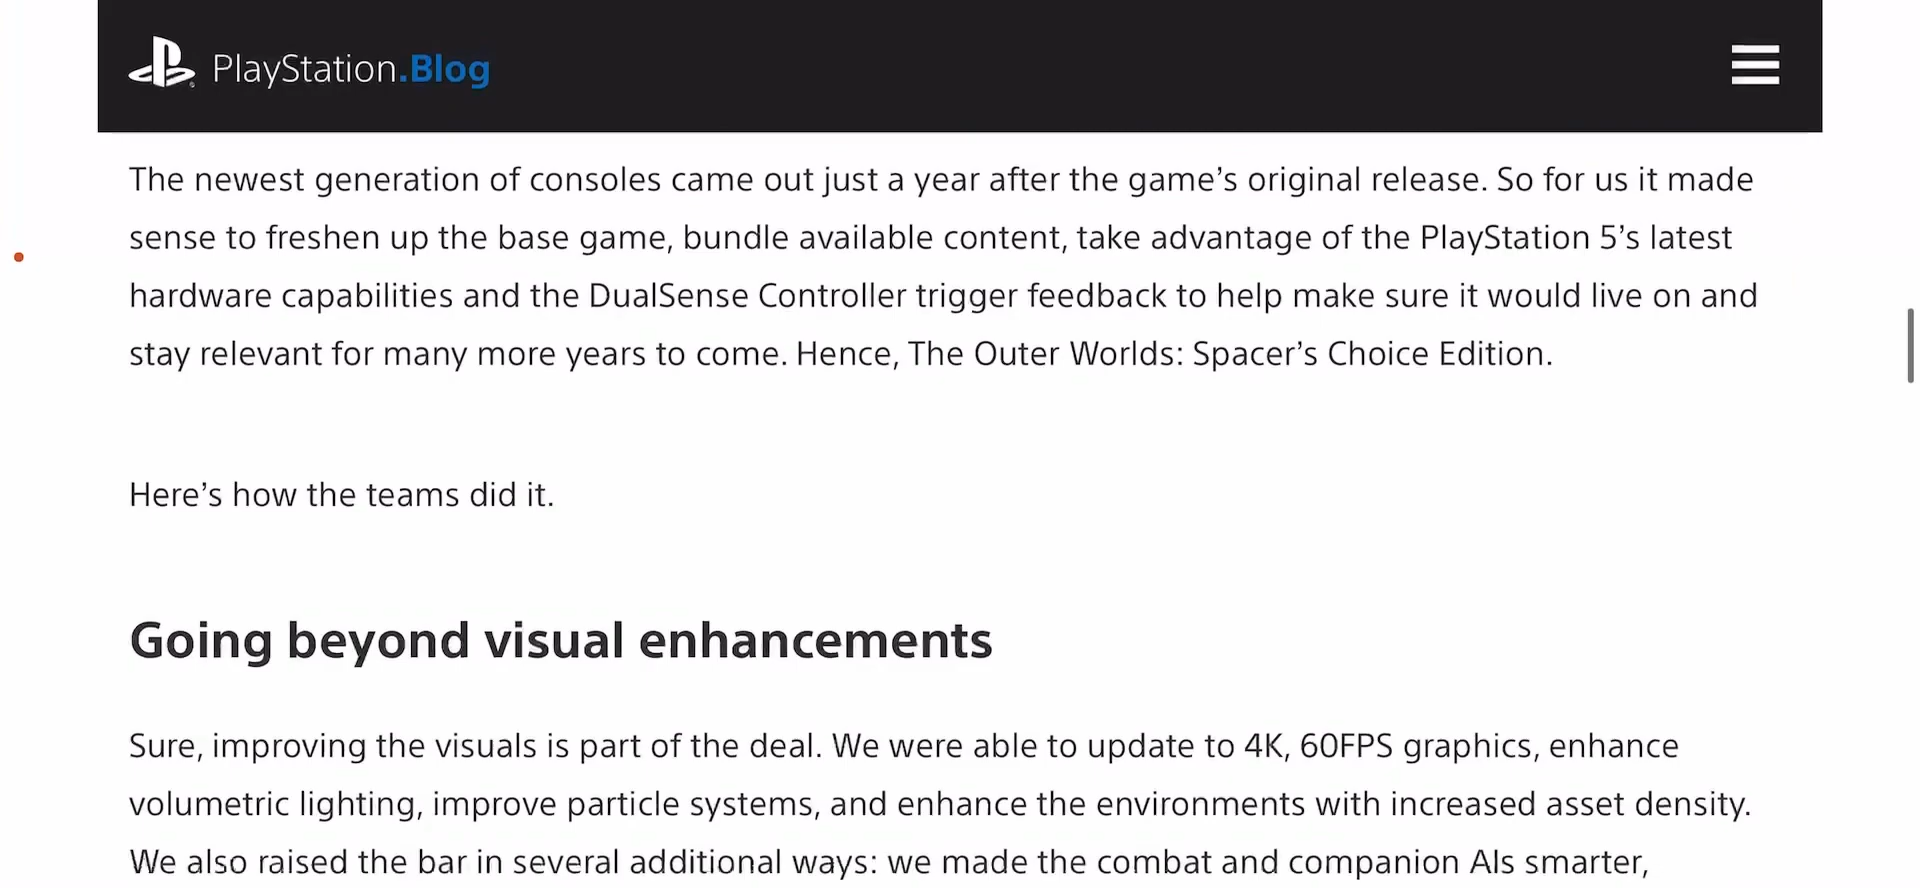 PlayStation.Blog
The newest generation of consoles came out just a year after the game’s original release. So for us it made
sense to freshen up the base game, bundle available content, take advantage of the PlayStation 5’s latest
hardware capabilities and the DualSense Controller trigger feedback to help make sure it would live on and
stay relevant for many more years to come. Hence, The Outer Worlds: Spacer’s Choice Edition.
Here’s how the teams did it.
Going beyond visual enhancements
Sure, improving the visuals is part of the deal. We were able to update to 4K, 60FPS graphics, enhance
volumetric lighting, improve particle systems, and enhance the environments with increased asset density.
We also raised the bar in several additional ways: we made the combat and companion AIs smarter,